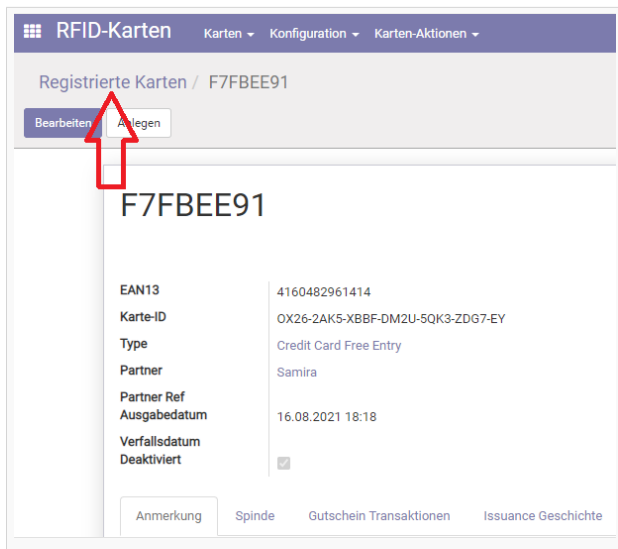 RFID-Karten Karten Konfiguration Karten-Aktionen
Registrierte Karten / F7FBEE91
Bearbeiten Anlegen
F7FBEE91
EAN13 4160482961414
Karte-ID OX26-2AK5-XBBF-DM2U-5QK3-ZDG7-EY
Type Credit Card Free Entry
Partner Samira
Partner Ref
Ausgabedatum 16.08.2021 18:18
Verfallsdatum
Deaktiviert
Anmerkung Spinde Gutschein Transaktionen Issuance Geschichte